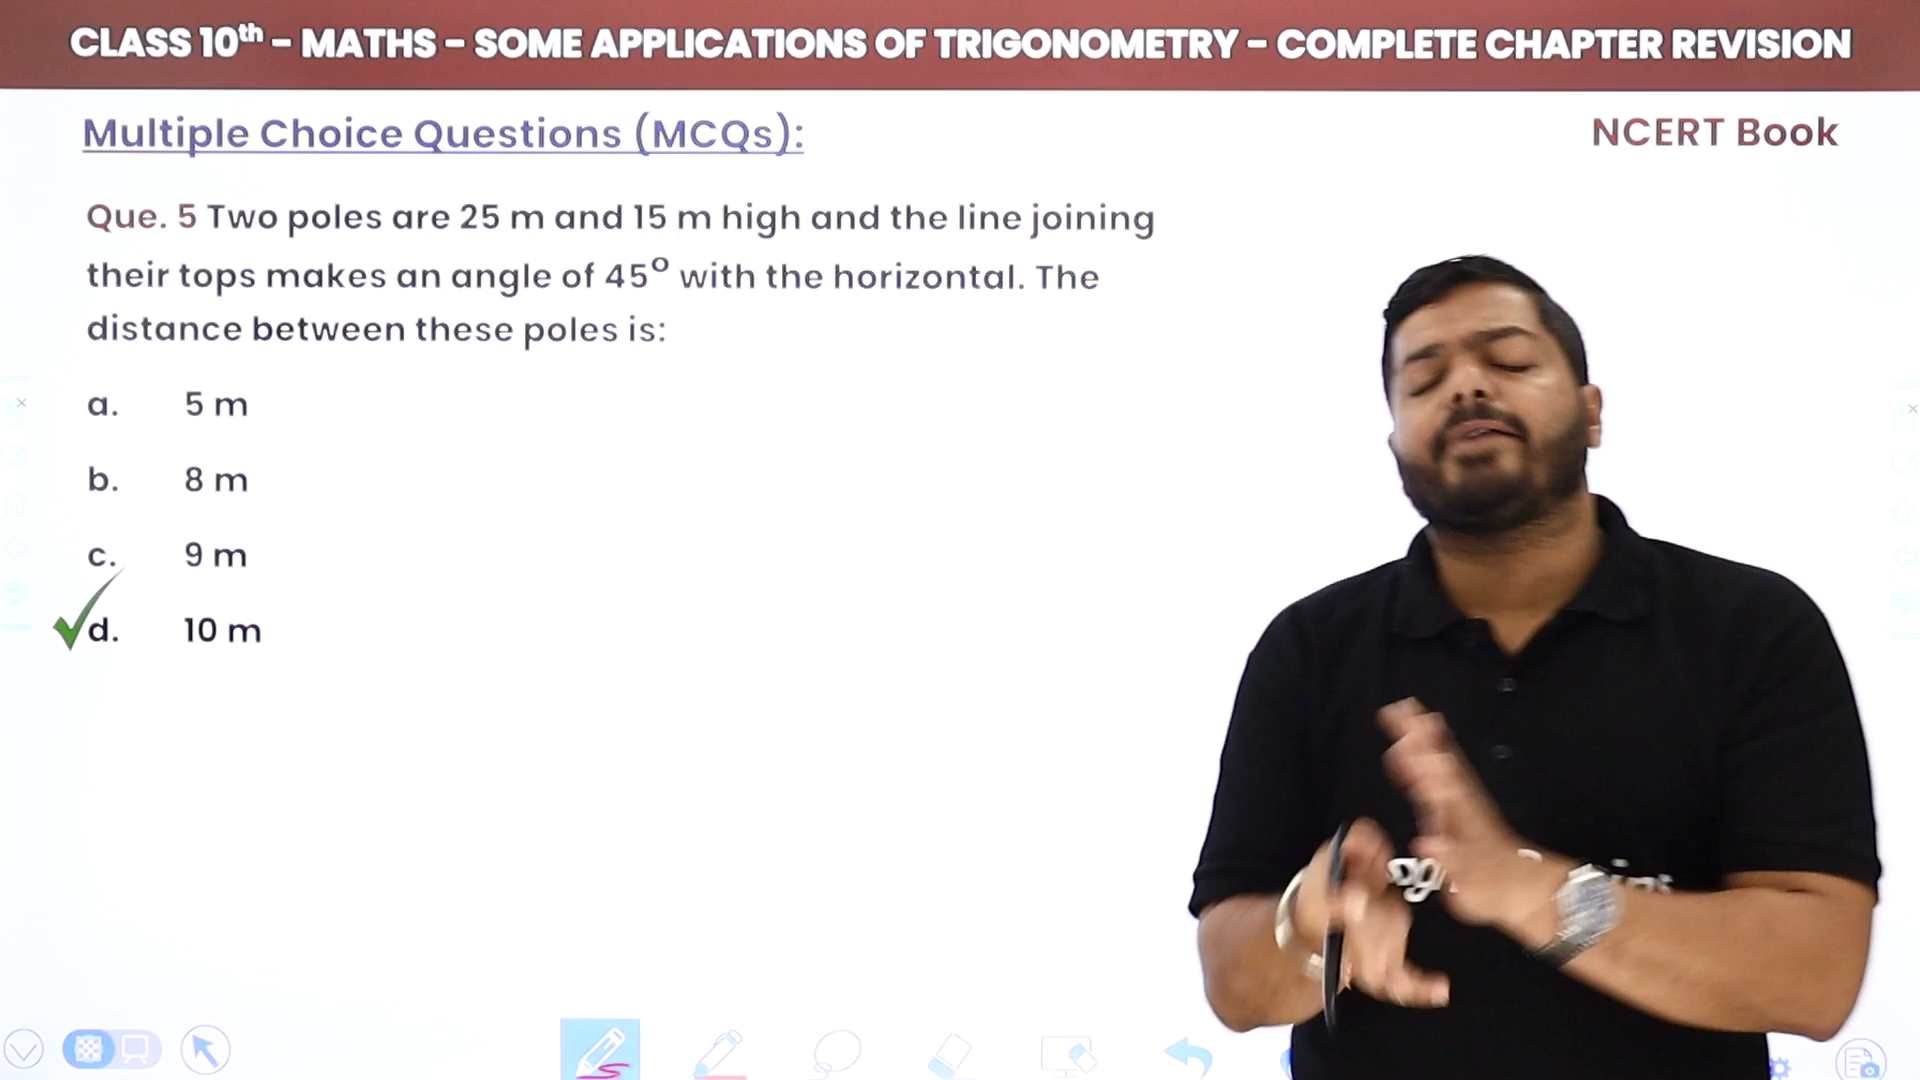 CLASS 10th - MATHS - SOME APPLICATIONS OF TRIGONOMETRY - COMPLETE CHAPTER REVISION
Multiple Choice Questions (MCQs):
NCERT Book
Que. 5 Two poles are 25 m and 15 m high and the line joining
their tops makes an angle of 45° with the horizontal. The
distance between these poles is:
a. 5 m
b. 8 m
c. 9 m
d. 10 m